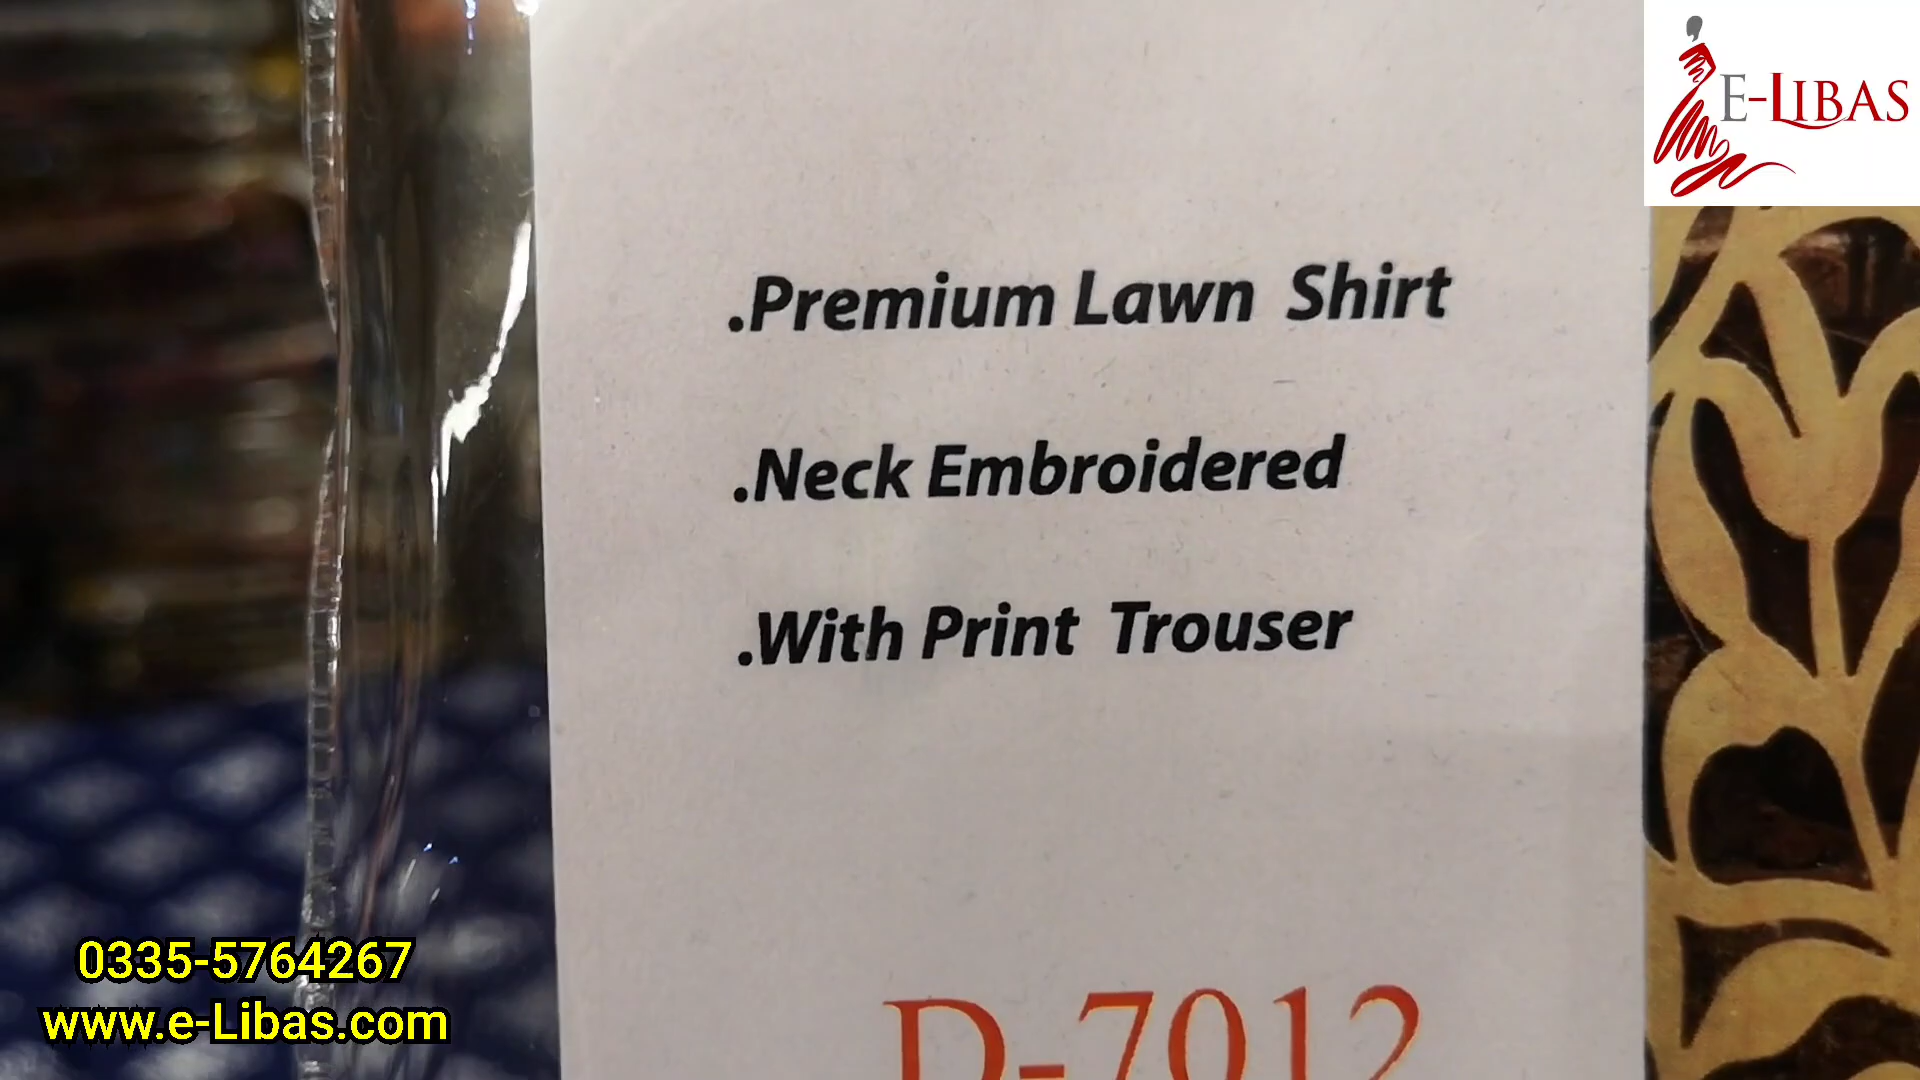 E-LIBAS
.Premium Lawn Shirt
.Neck Embroidered
.With Print Trouser
D-7012
0335-5764267
www.e-Libas.com